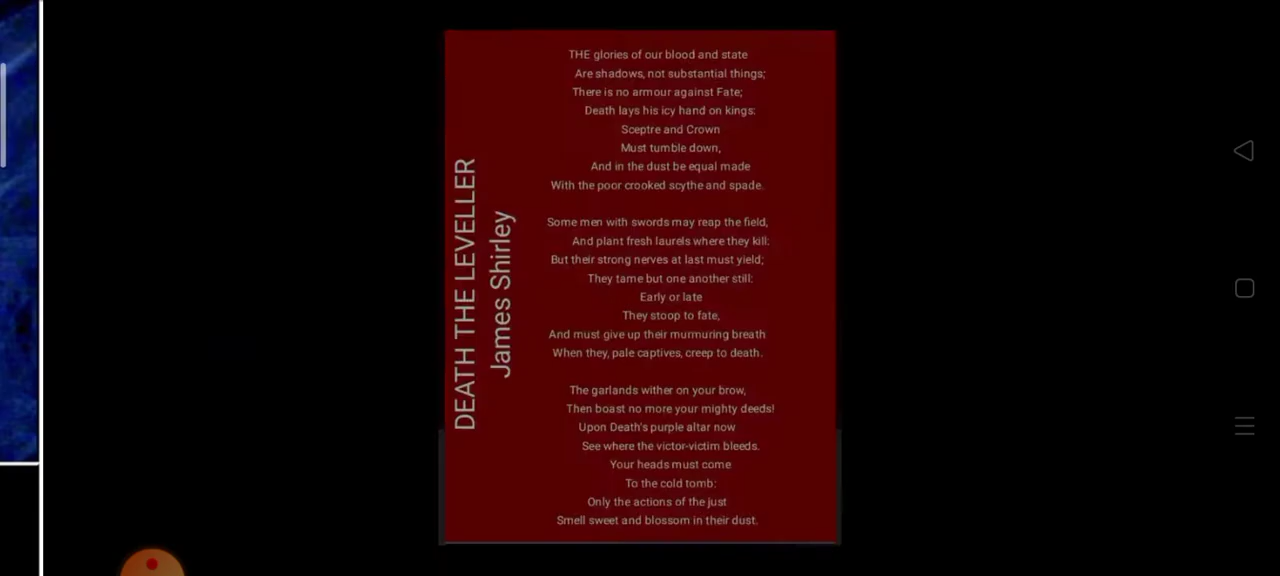 DEATH THE LEVELLER
James Shirley
THE glories of our blood and state
Are shadows, not substantial things;
There is no armour against Fate;
Death lays his icy hand on kings:
Sceptre and Crown
Must tumble down,
And in the dust be equal made
With the poor crooked scythe and spade.
Some men with swords may reap the field,
And plant fresh laurels where they kill:
But their strong nerves at last must yield;
They tame but one another still:
Early or late
They stoop to fate,
And must give up their murmuring breath
When they, pale captives, creep to death.
The garlands wither on your brow,
Then boast no more your mighty deeds!
Upon Death's purple altar now
See where the victor-victim bleeds.
Your heads must come
To the cold tomb:
Only the actions of the just
Smell sweet and blossom in their dust.